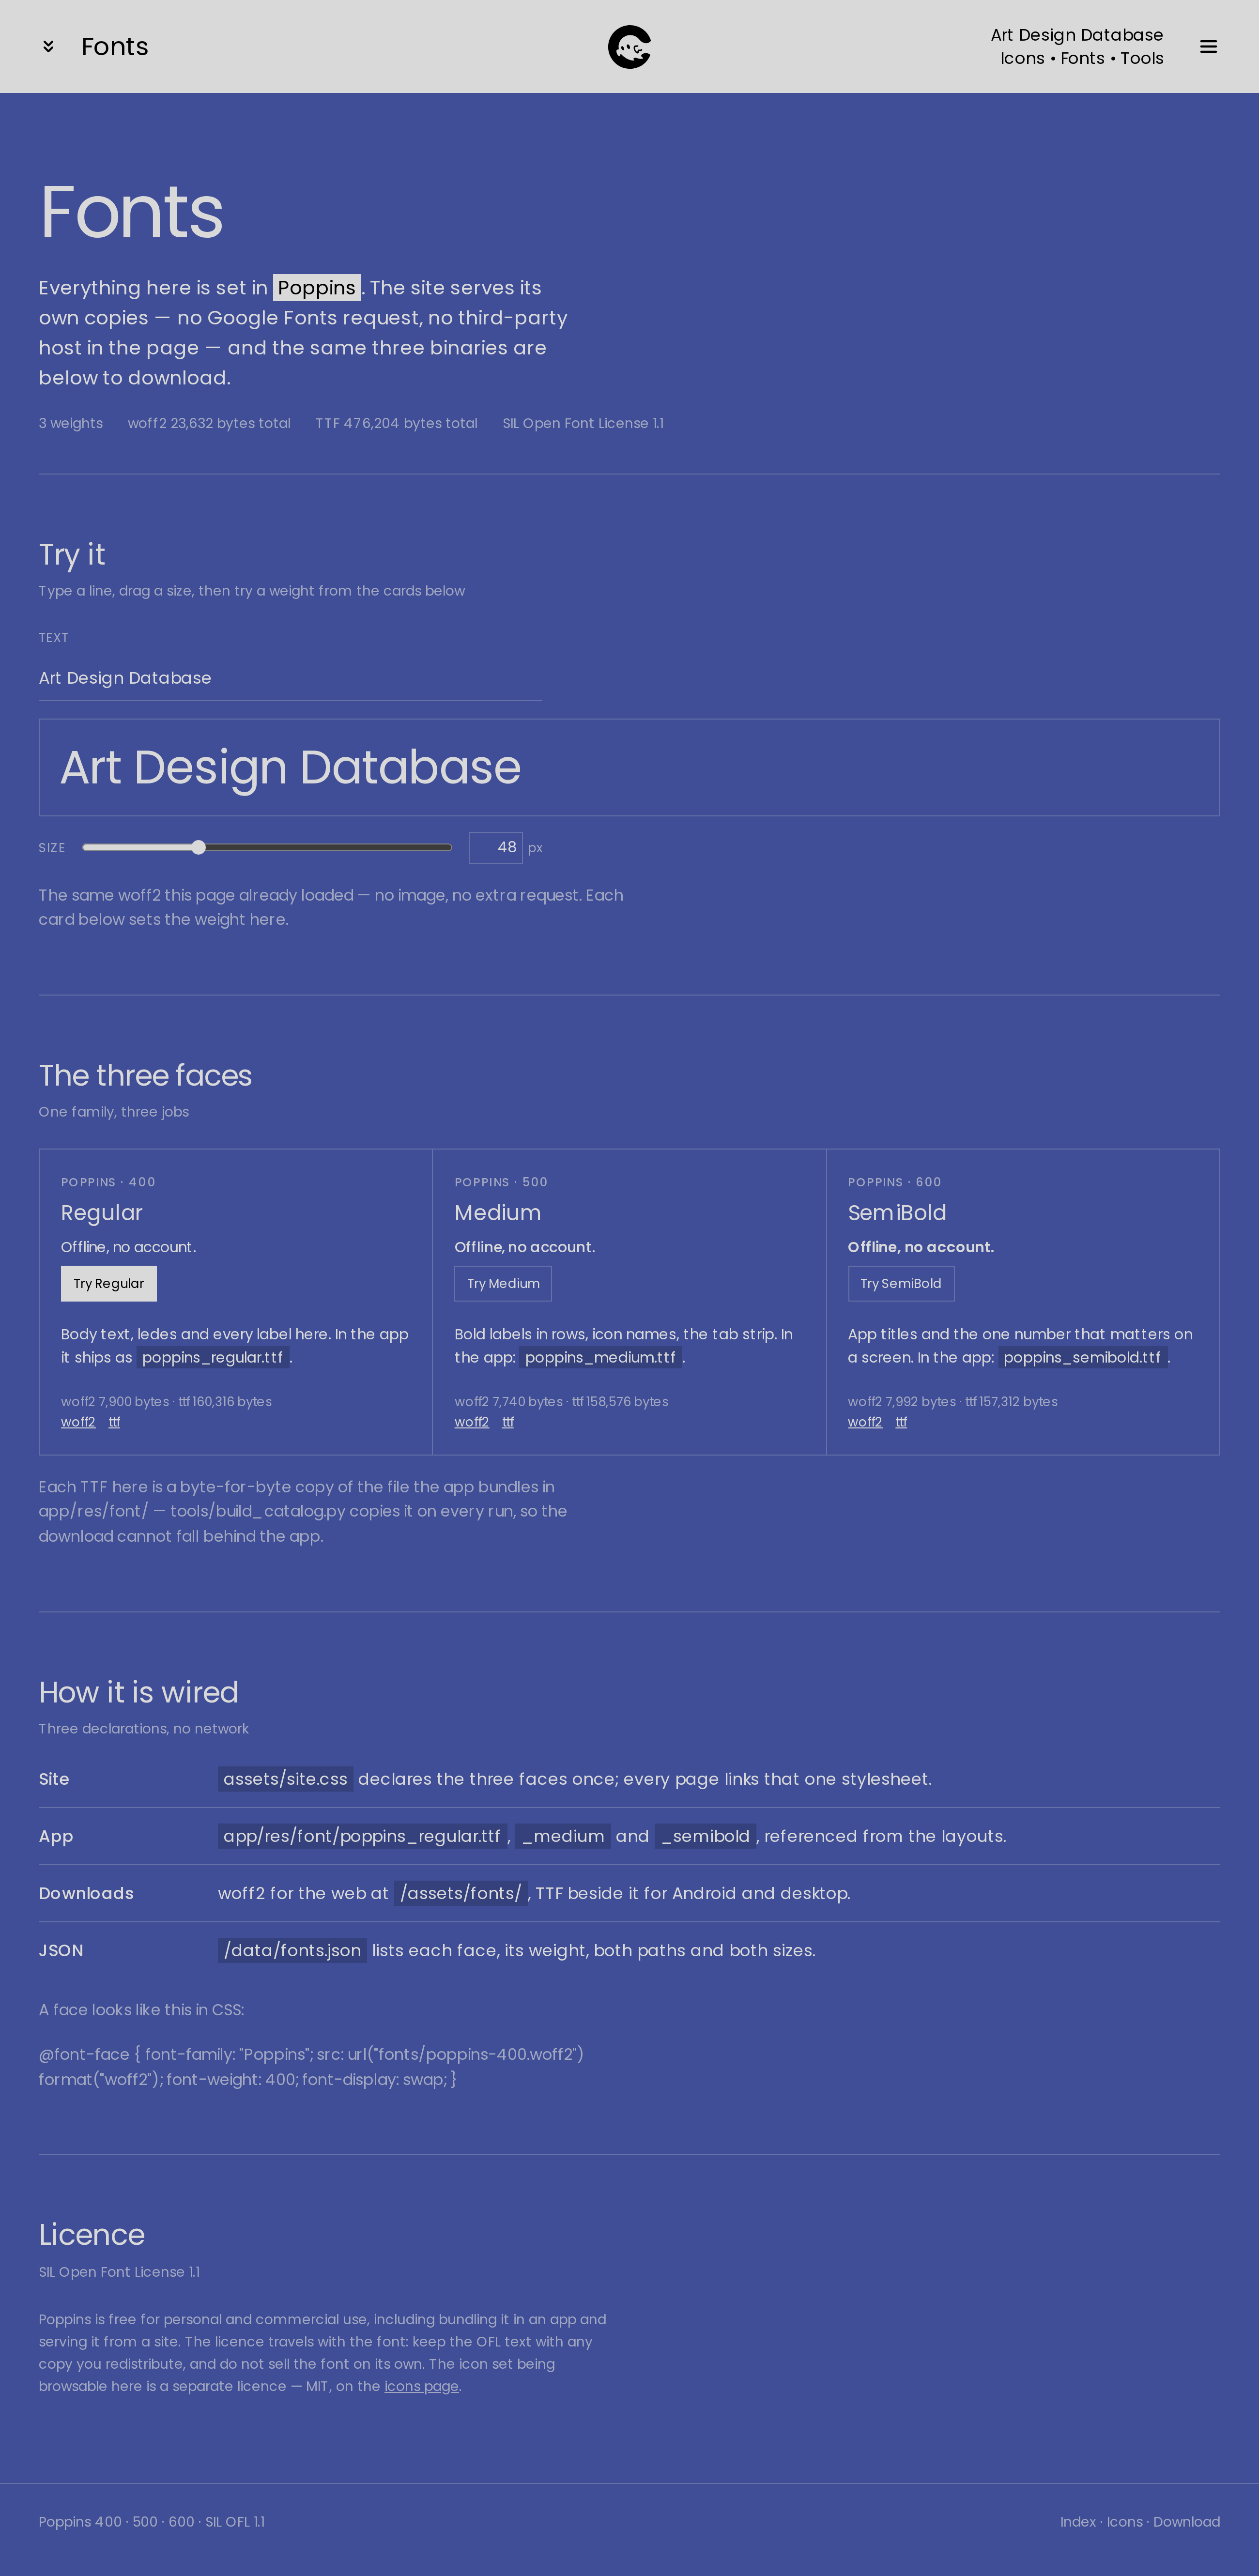 Fonts
Art Design Database
Icons • Fonts • Tools
Fonts
Everything here is set in Poppins. The site serves its
own copies — no Google Fonts request, no third-party
host in the page — and the same three binaries are
below to download.
3 weights woff2 23,632 bytes total TTF 476,204 bytes total SIL Open Font License 1.1
Try it
Type a line, drag a size, then try a weight from the cards below
TEXT
Art Design Database
Art Design Database
SIZE 48 px
The same woff2 this page already loaded — no image, no extra request. Each
card below sets the weight here.
The three faces
One family, three jobs
POPPINS · 400
Regular
Offline, no account.
Try Regular
Body text, ledes and every label here. In the app
it ships as poppins_regular.ttf.
woff2 7,900 bytes · ttf 160,316 bytes
woff2 ttf
POPPINS · 500
Medium
Offline, no account.
Try Medium
Bold labels in rows, icon names, the tab strip. In
the app: poppins_medium.ttf.
woff2 7,740 bytes · ttf 158,576 bytes
woff2 ttf
POPPINS · 600
SemiBold
Offline, no account.
Try SemiBold
App titles and the one number that matters on
a screen. In the app: poppins_semibold.ttf.
woff2 7,992 bytes · ttf 157,312 bytes
woff2 ttf
Each TTF here is a byte-for-byte copy of the file the app bundles in
app/res/font/ — tools/build_catalog.py copies it on every run, so the
download cannot fall behind the app.
How it is wired
Three declarations, no network
Site assets/site.css declares the three faces once; every page links that one stylesheet.
App app/res/font/poppins_regular.ttf, _medium and _semibold, referenced from the layouts.
Downloads woff2 for the web at /assets/fonts/, TTF beside it for Android and desktop.
JSON /data/fonts.json lists each face, its weight, both paths and both sizes.
A face looks like this in CSS:
@font-face { font-family: "Poppins"; src: url("fonts/poppins-400.woff2")
format("woff2"); font-weight: 400; font-display: swap; }
Licence
SIL Open Font License 1.1
Poppins is free for personal and commercial use, including bundling it in an app and
serving it from a site. The licence travels with the font: keep the OFL text with any
copy you redistribute, and do not sell the font on its own. The icon set being
browsable here is a separate licence — MIT, on the icons page.
Poppins 400 · 500 · 600 · SIL OFL 1.1
Index · Icons · Download